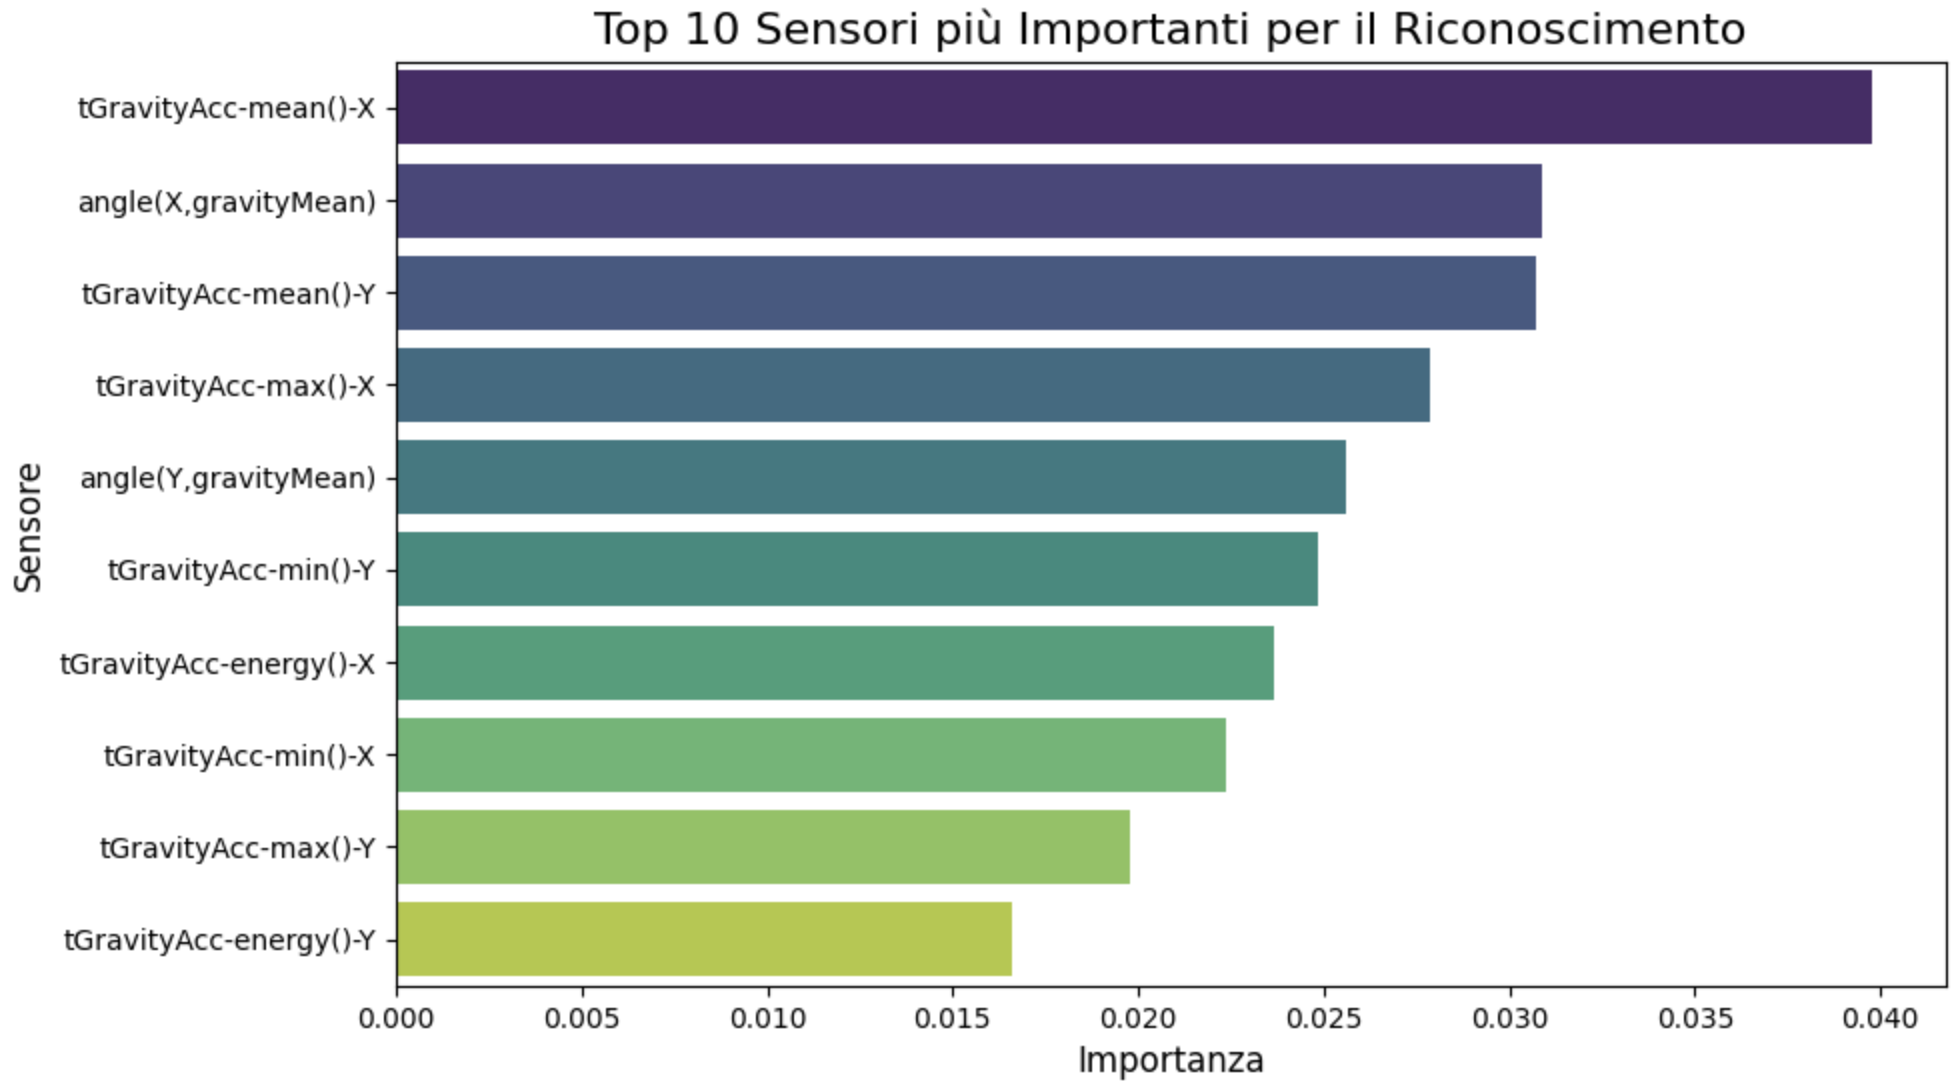 Top 10 Sensori più Importanti per il Riconoscimento
Sensore
tGravityAcc-mean()-X
angle(X,gravityMean)
tGravityAcc-mean()-Y
tGravityAcc-max()-X
angle(Y,gravityMean)
tGravityAcc-min()-Y
tGravityAcc-energy()-X
tGravityAcc-min()-X
tGravityAcc-max()-Y
tGravityAcc-energy()-Y
0.000 0.005 0.010 0.015 0.020 0.025 0.030 0.035 0.040
Importanza